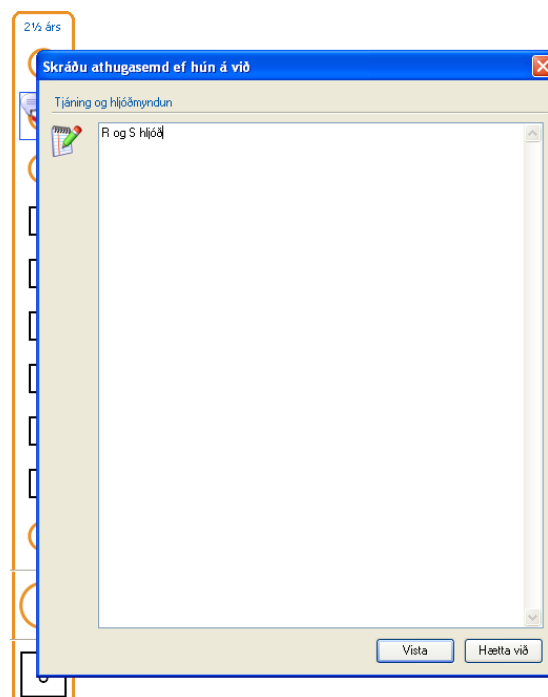 2½ árs
Skráðu athugasemd ef hún á við
Tjáning og hljóðmyndun
R og S hljóð
Vista
Hætta við